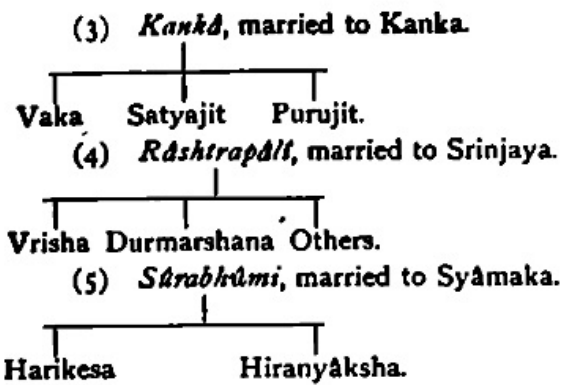 (3) Kankâ, married to Kanka.
Vaka Satyajit Purujit.
(4) Râshtrapâlî, married to Srinjaya.
Vrisha Durmarshana Others.
(5) Sûrabhûmi, married to Syâmaka.
Harikesa Hiranyâksha.